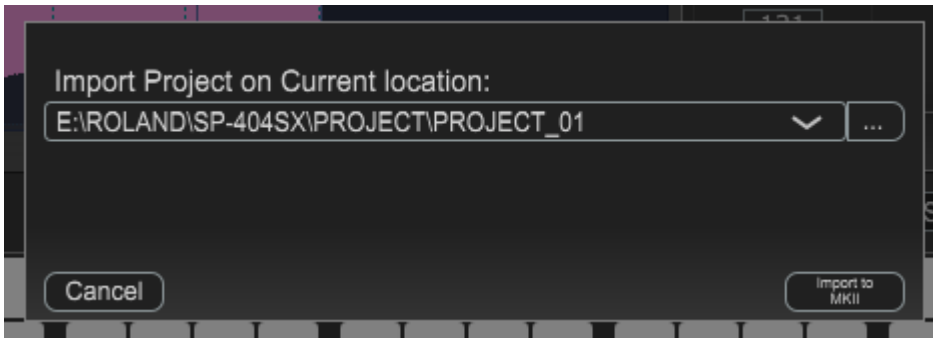 Import Project on Current location:
E:\ROLAND\SP-404SX\PROJECT\PROJECT_01
...
Cancel
Import to
MKII